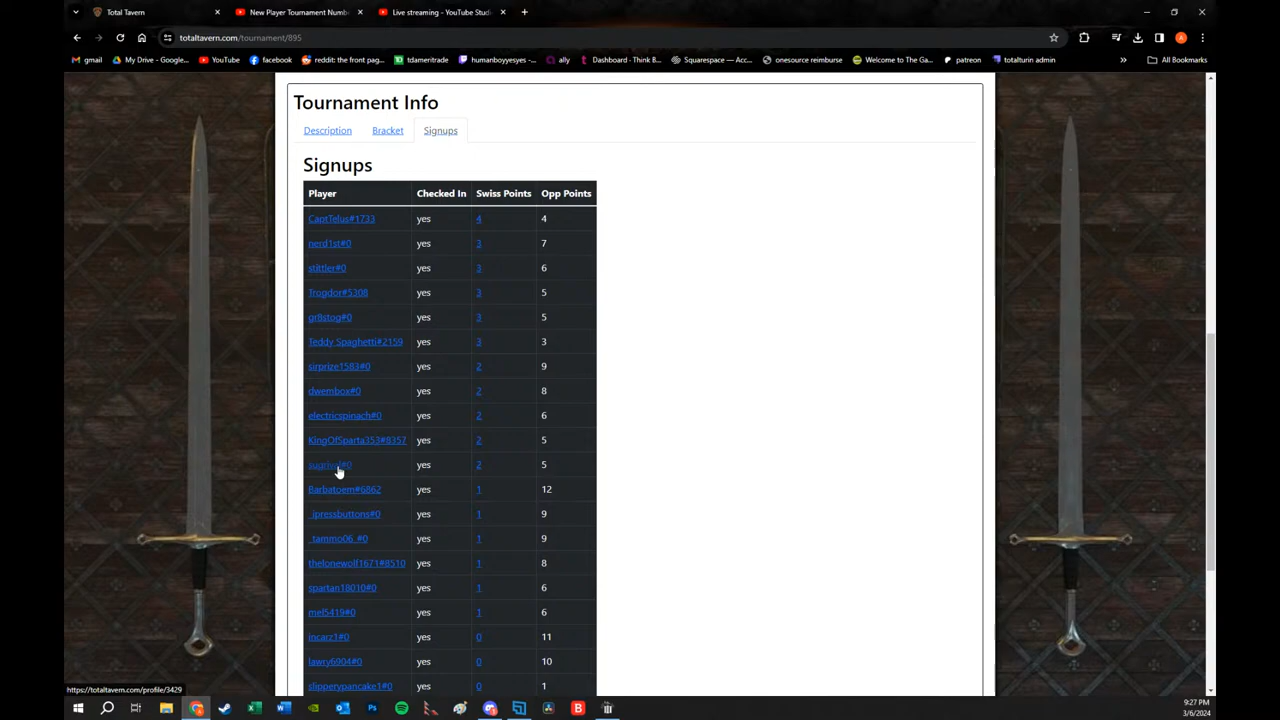 Total Tavern
New Player Tournament Numb
Live streaming - YouTube Studi
totaltavern.com/tournament/895
gmail
My Drive - Google...
YouTube
facebook
reddit: the front pag...
tdameritrade
humanboyyesyes - ...
ally
Dashboard - Think B...
Squarespace — Acc...
onesource reimburse
Welcome to The Ga...
patreon
totalturin admin
»
All Bookmarks
Tournament Info
Description Bracket Signups
Signups
Player Checked In Swiss Points Opp Points
CaptTelus#1733 yes 4 4
nerd1st#0 yes 3 7
stittler#0 yes 3 6
Trogdor#5308 yes 3 5
gr8stog#0 yes 3 5
Teddy Spaghetti#2159 yes 3 3
sirprize1583#0 yes 2 9
dwembox#0 yes 2 8
electricspinach#0 yes 2 6
KingOfSparta353#8357 yes 2 5
yes 2 5
Barbatoem#6862 yes 1 12
_ipressbuttons#0 yes 1 9
_tammo06_#0 yes 1 9
thelonewolf1671#8510 yes 1 8
spartan18010#0 yes 1 6
mel5419#0 yes 1 6
incarz1#0 yes 0 11
lawry6904#0 yes 0 10
slipperypancake1#0 yes 0 1
https://totaltavern.com/profile/3429
9:27 PM
3/6/2024